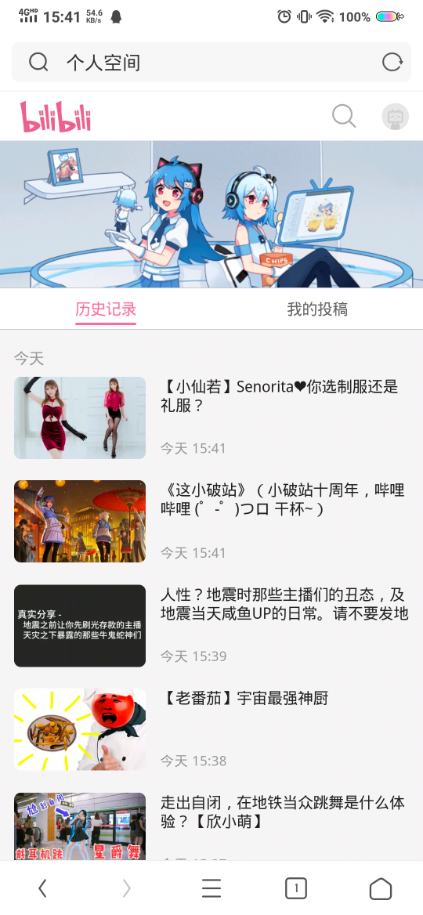 4GHD 15:41 54.6 KB/s 100%
个人空间
bilibili
CHIPS
历史记录 我的投稿
今天
【小仙若】Senorita❤你选制服还是
礼服？
今天 15:41
《这小破站》（小破站十周年，哔哩
哔哩 (゜-゜)つロ 干杯~）
今天 15:41
真实分享 -
地震之前让你先刷光存款的主播
天灾之下暴露的那些牛鬼蛇神们
人性？地震时那些主播们的丑态，及
地震当天咸鱼UP的日常。请不要发地
今天 15:39
【老番茄】宇宙最强神厨
今天 15:38
走出自闭，在地铁当众跳舞是什么体
验？【欣小萌】
1